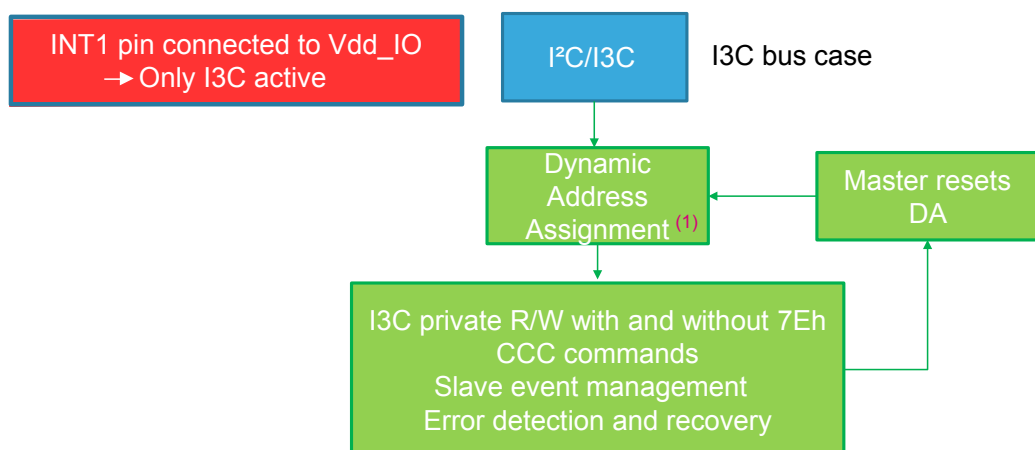 INT1 pin connected to Vdd_IO
→ Only I3C active
I²C/I3C
I3C bus case
Dynamic
Address
Assignment (1)
Master resets
DA
I3C private R/W with and without 7Eh
CCC commands
Slave event management
Error detection and recovery